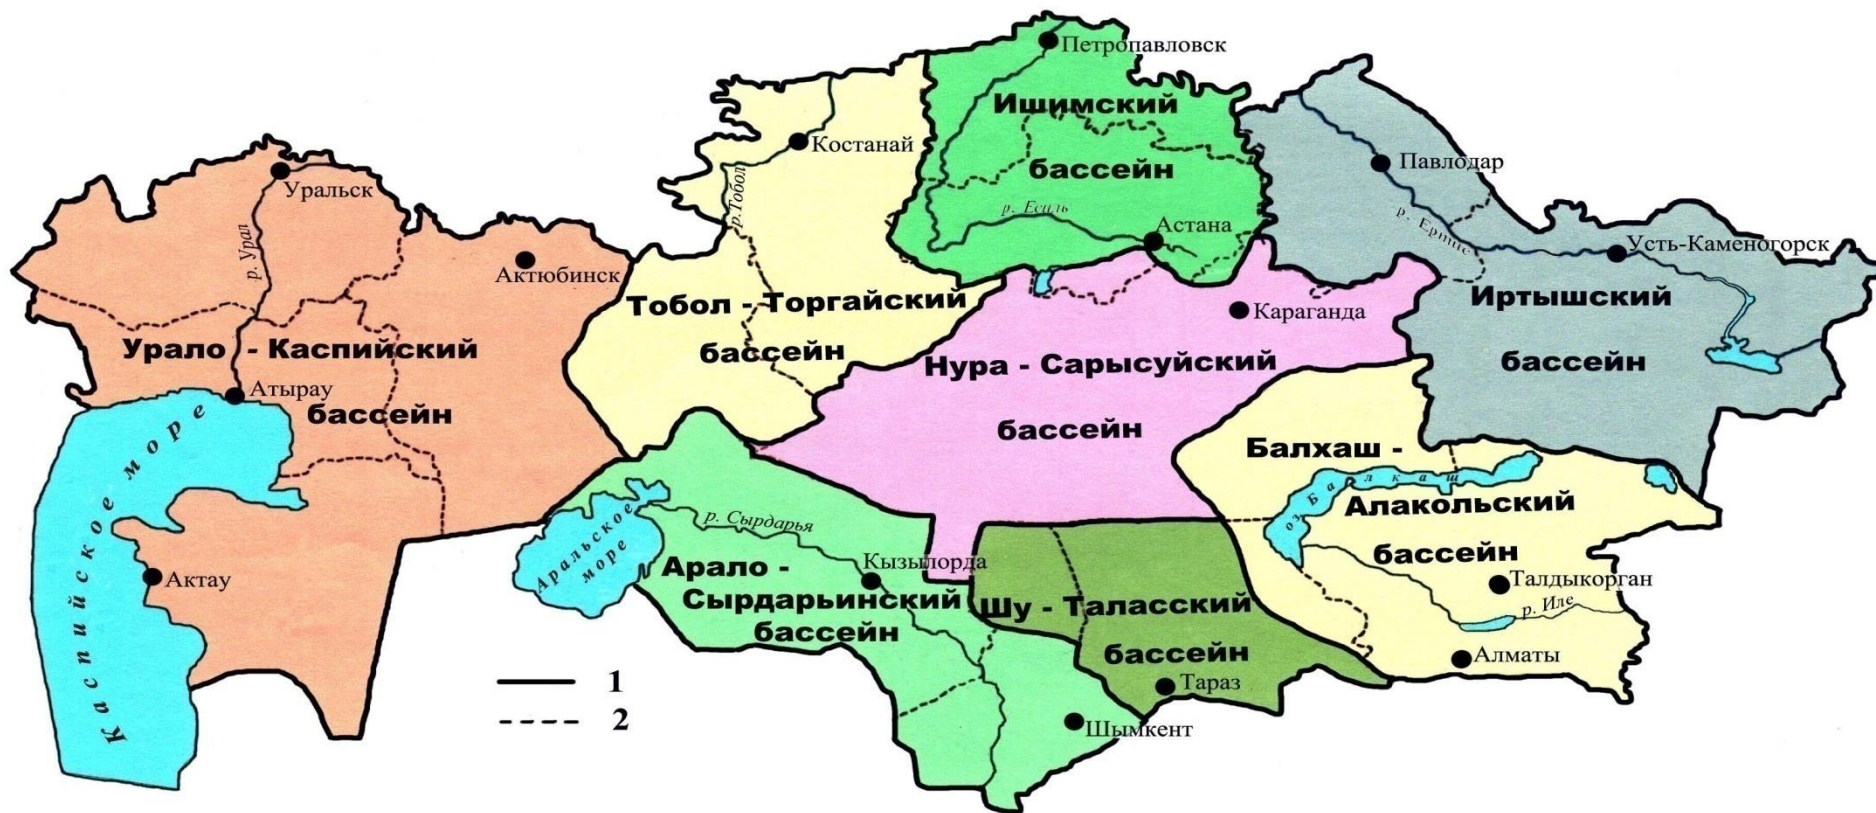 Петропавловск
Ишимский
бассейн
р. Есиль
Астана
Костанай
р.Тобол
Тобол - Торгайский
бассейн
Павлодар
р. Ертис
Усть-Каменогорск
Иртышский
бассейн
Уральск
р. Урал
Актюбинск
Урало - Каспийский
бассейн
Атырау
Каспийское море
Актау
Караганда
Нура - Сарысуйский
бассейн
Балхаш -
Алакольский
бассейн
оз. Балкаш
Талдыкорган
р. Иле
Алматы
Аральское
море
р. Сырдарья
Кызылорда
Арало -
Сырдарьинский
бассейн
Шу - Таласский
бассейн
Тараз
Шымкент
1
2